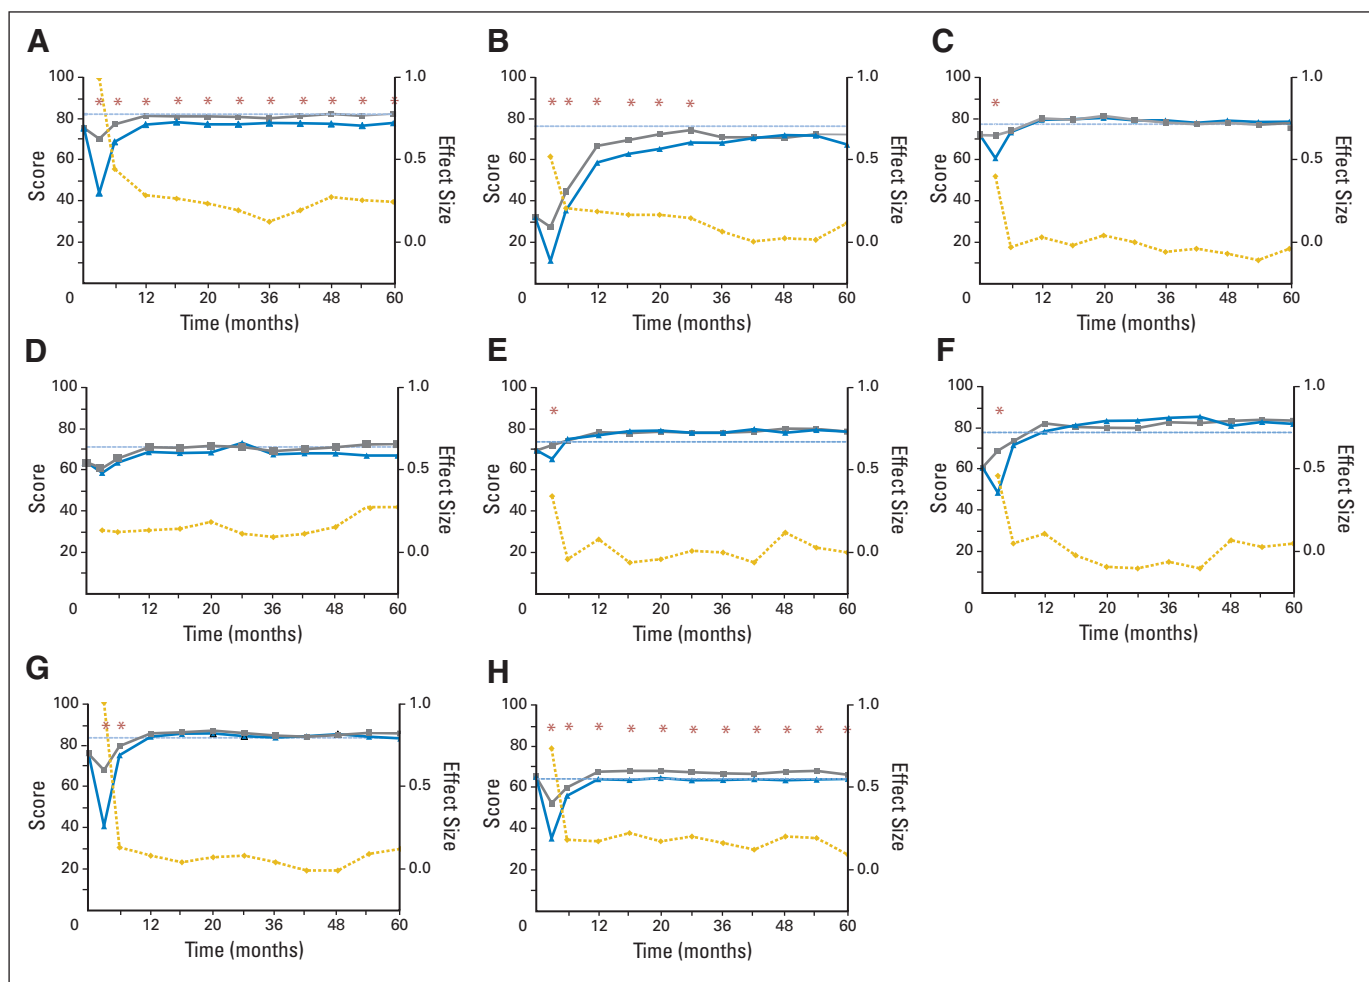 A B C
100 1.0 100 1.0 100 1.0
* * * * * * * * * * * * * * * * * *
80 80 80
60 0.5 60 0.5 60 0.5
Score Effect Size Score Effect Size Score Effect Size
40 40 40
20 0.0 20 0.0 20 0.0
0 12 20 36 48 60 0 12 20 36 48 60 0 12 20 36 48 60
Time (months) Time (months) Time (months)
D E F
100 1.0 100 1.0 100 1.0
* *
80 80 80
60 0.5 60 0.5 60 0.5
Score Effect Size Score Effect Size Score Effect Size
40 40 40
20 0.0 20 0.0 20 0.0
0 12 20 36 48 60 0 12 20 36 48 60 0 12 20 36 48 60
Time (months) Time (months) Time (months)
G H
100 1.0 100 1.0
* * * * * * * * * * * * *
80 80
60 0.5 60 0.5
Score Effect Size Score Effect Size
40 40
20 0.0 20 0.0
0 12 20 36 48 60 0 12 20 36 48 60
Time (months) Time (months)